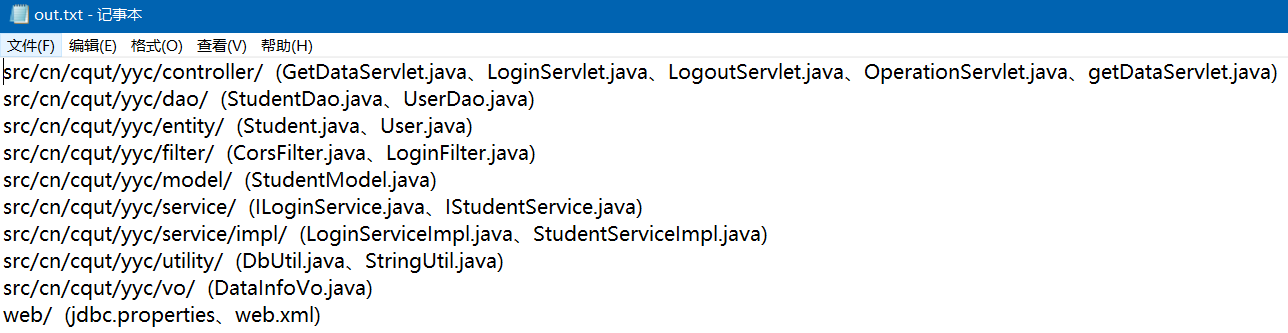 out.txt - 记事本
文件(F) 编辑(E) 格式(O) 查看(V) 帮助(H)
src/cn/cqut/yyc/controller/  (GetDataServlet.java、LoginServlet.java、LogoutServlet.java、OperationServlet.java、getDataServlet.java)
src/cn/cqut/yyc/dao/  (StudentDao.java、UserDao.java)
src/cn/cqut/yyc/entity/  (Student.java、User.java)
src/cn/cqut/yyc/filter/  (CorsFilter.java、LoginFilter.java)
src/cn/cqut/yyc/model/  (StudentModel.java)
src/cn/cqut/yyc/service/  (ILoginService.java、IStudentService.java)
src/cn/cqut/yyc/service/impl/  (LoginServiceImpl.java、StudentServiceImpl.java)
src/cn/cqut/yyc/utility/  (DbUtil.java、StringUtil.java)
src/cn/cqut/yyc/vo/  (DataInfoVo.java)
web/  (jdbc.properties、web.xml)